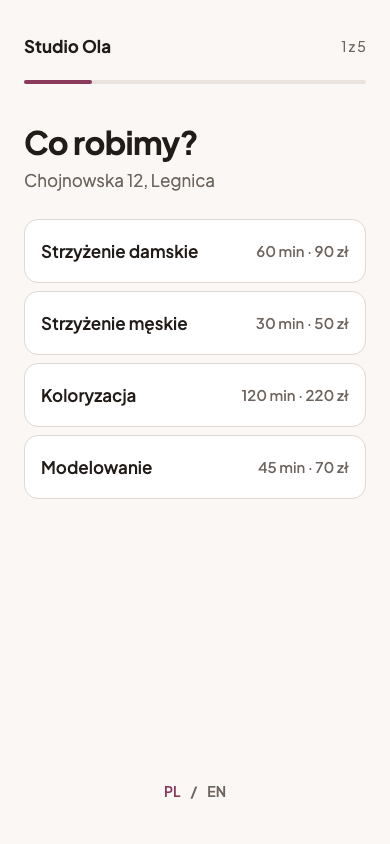 Studio Ola
1 z 5
Co robimy?
Chojnowska 12, Legnica
Strzyżenie damskie
60 min · 90 zł
Strzyżenie męskie
30 min · 50 zł
Koloryzacja
120 min · 220 zł
Modelowanie
45 min · 70 zł
PL / EN